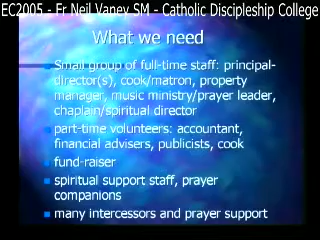 EC2005 - Fr Neil Vaney SM - Catholic Discipleship College
What we need
Small group of full-time staff: principal-
director(s), cook/matron, property
manager, music ministry/prayer leader,
chaplain/spiritual director
part-time volunteers: accountant,
financial advisers, publicists, cook
fund-raiser
spiritual support staff, prayer
companions
many intercessors and prayer support